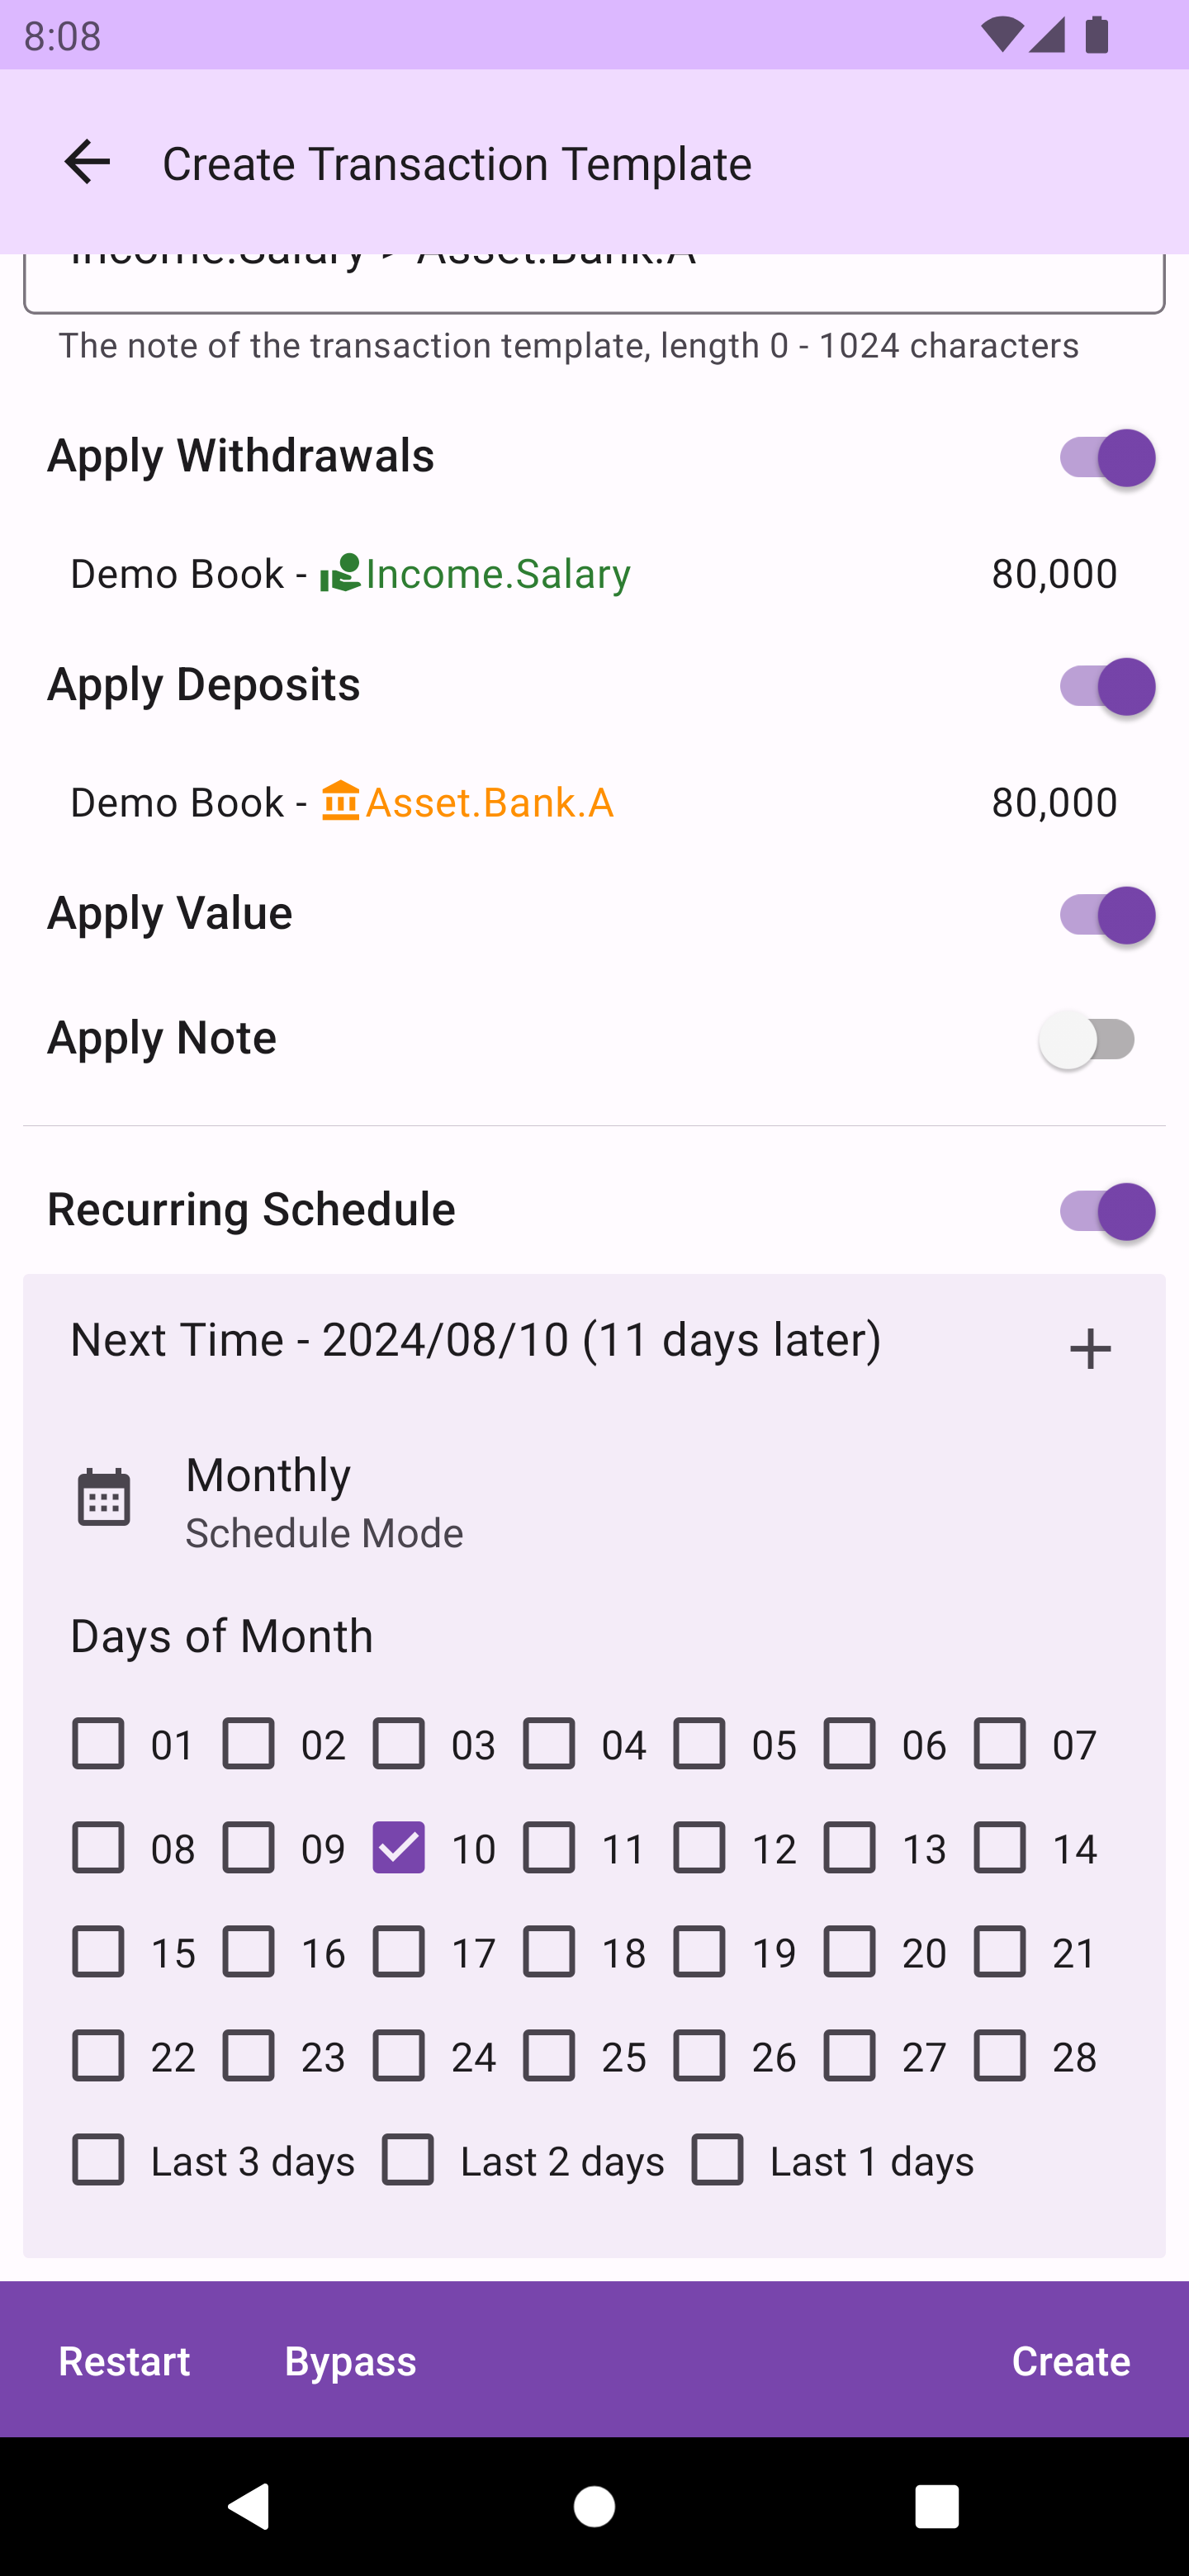 8:08
Create Transaction Template
Income.Salary > Asset.Bank.A
The note of the transaction template, length 0 - 1024 characters
Apply Withdrawals
Demo Book - Income.Salary 80,000
Apply Deposits
Demo Book - Asset.Bank.A 80,000
Apply Value
Apply Note
Recurring Schedule
Next Time - 2024/08/10 (11 days later)
Monthly
Schedule Mode
Days of Month
01 02 03 04 05 06 07
08 09 10 11 12 13 14
15 16 17 18 19 20 21
22 23 24 25 26 27 28
Last 3 days Last 2 days Last 1 days
Restart Bypass Create